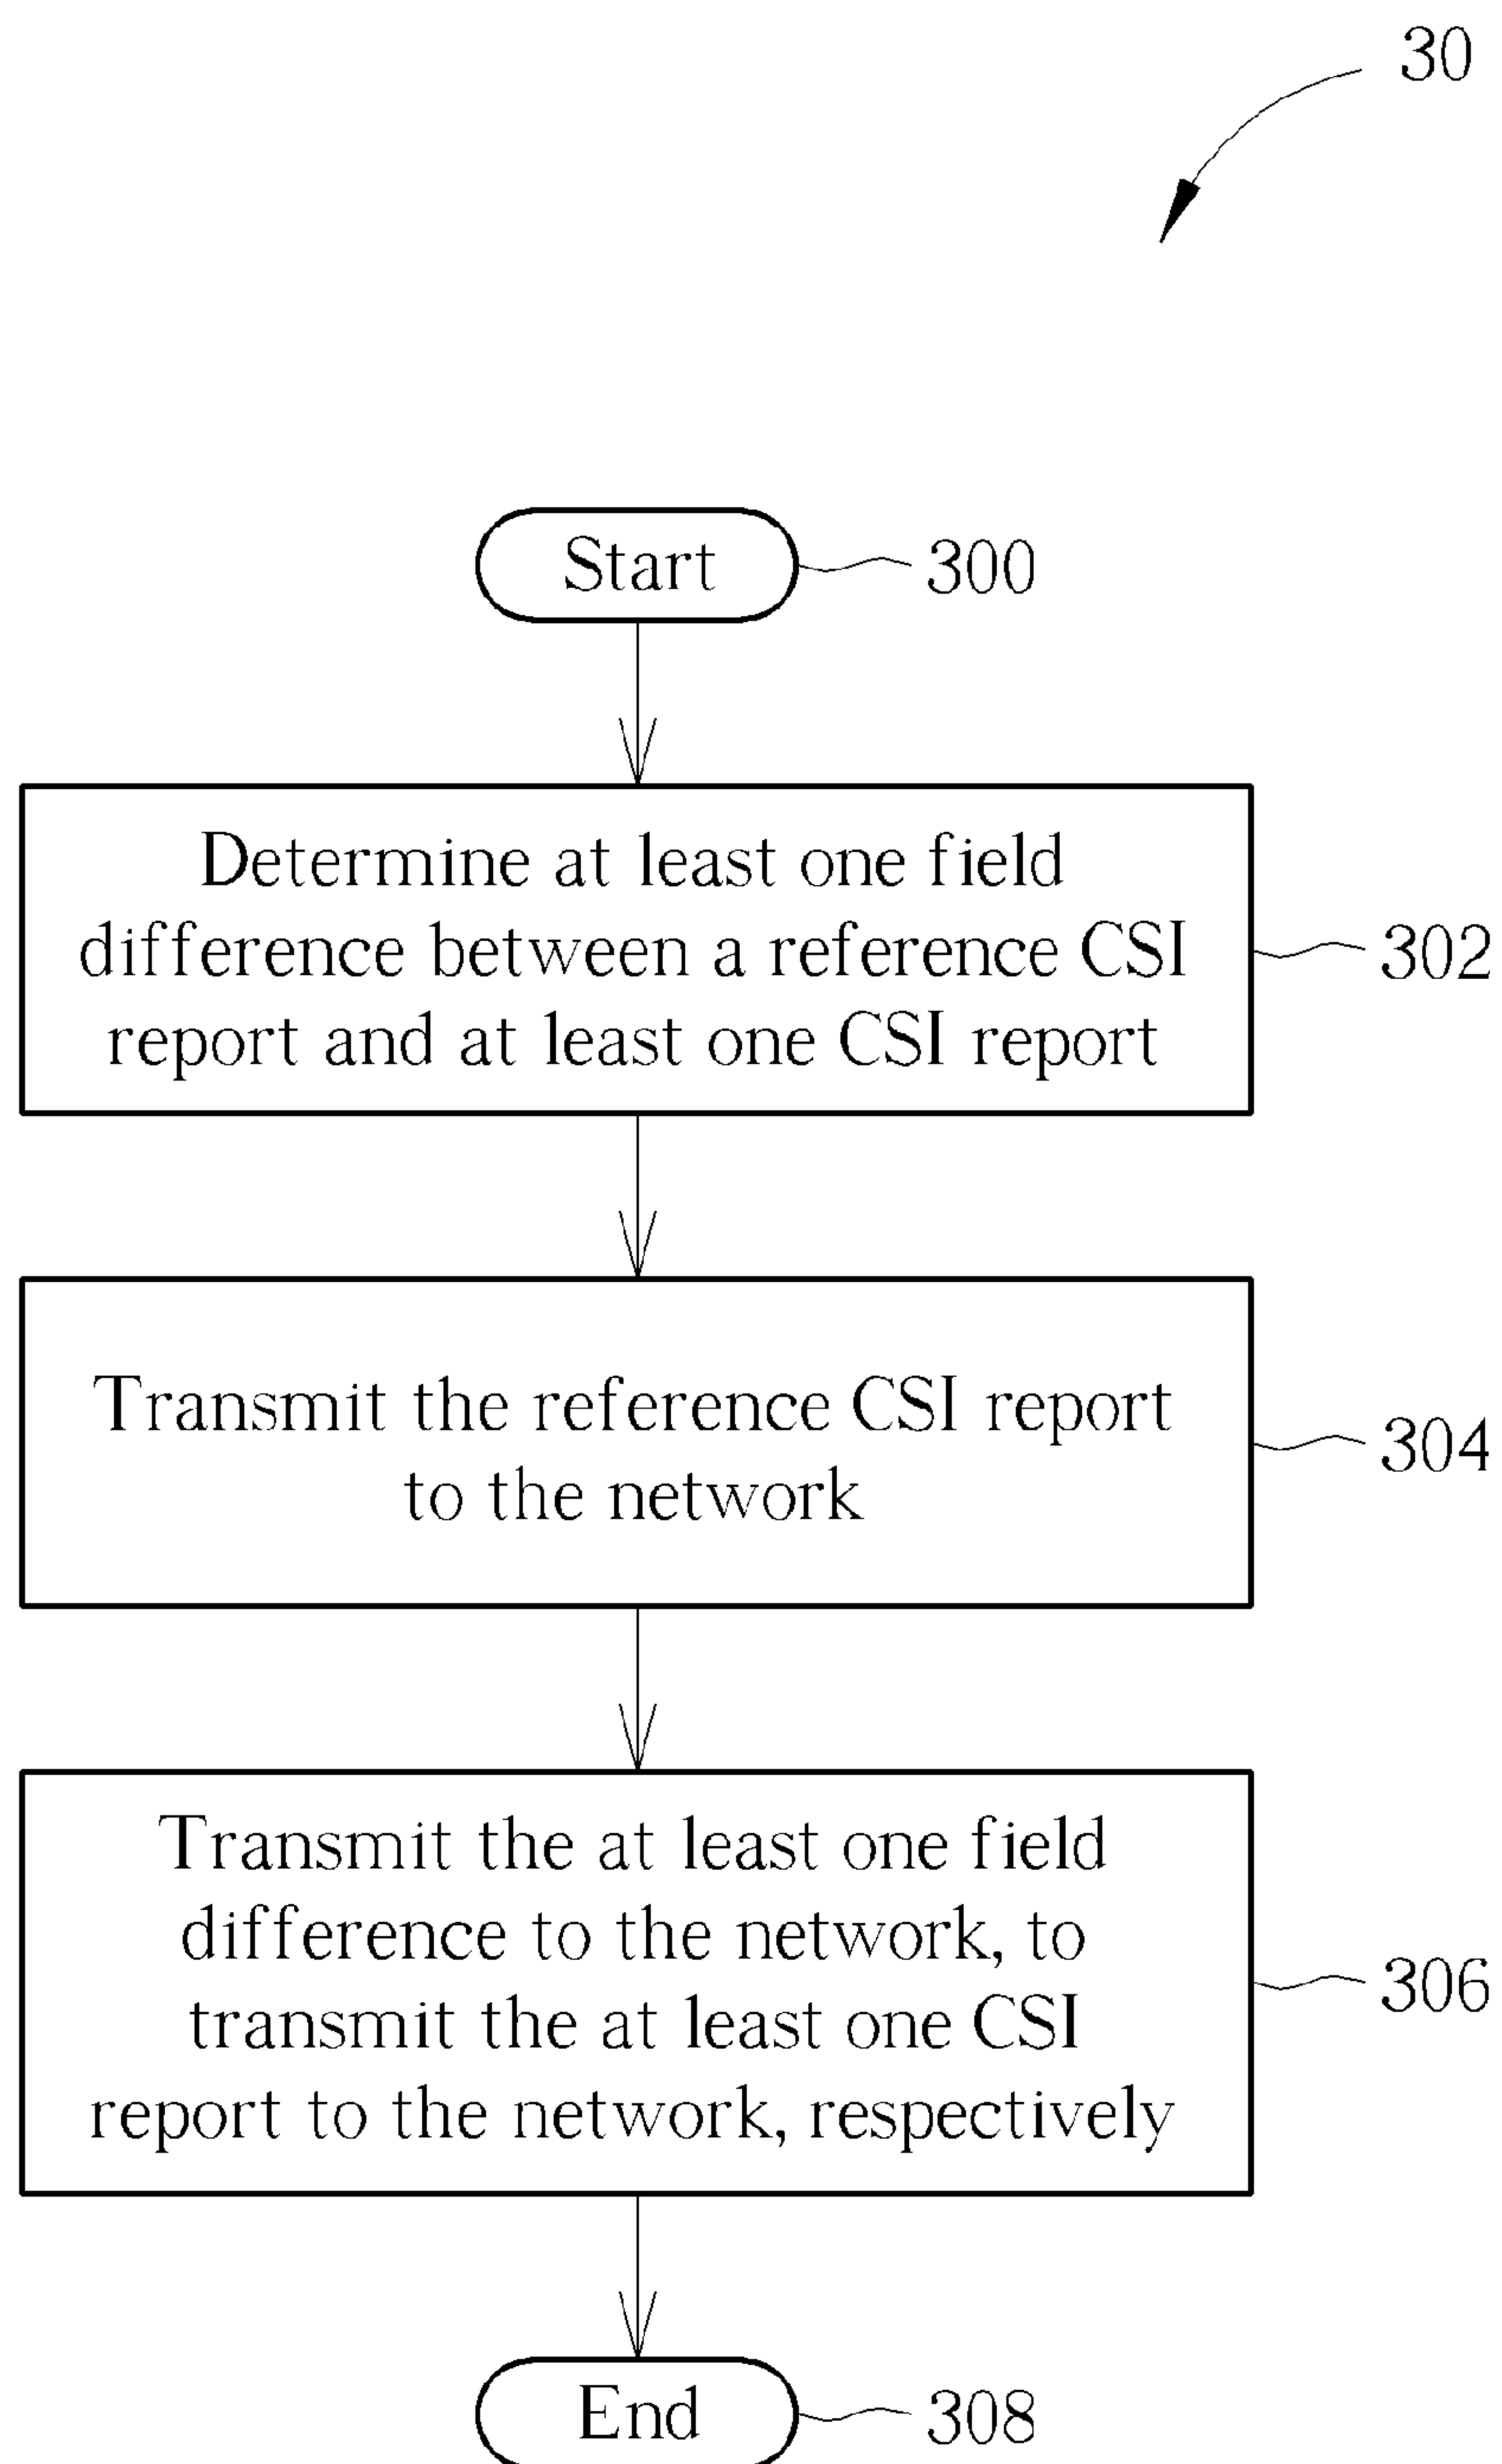 30
Start
300
Determine at least one field
difference between a reference CSI
report and at least one CSI report
302
Transmit the reference CSI report
to the network
304
Transmit the at least one field
difference to the network, to
transmit the at least one CSI
report to the network, respectively
306
End
308